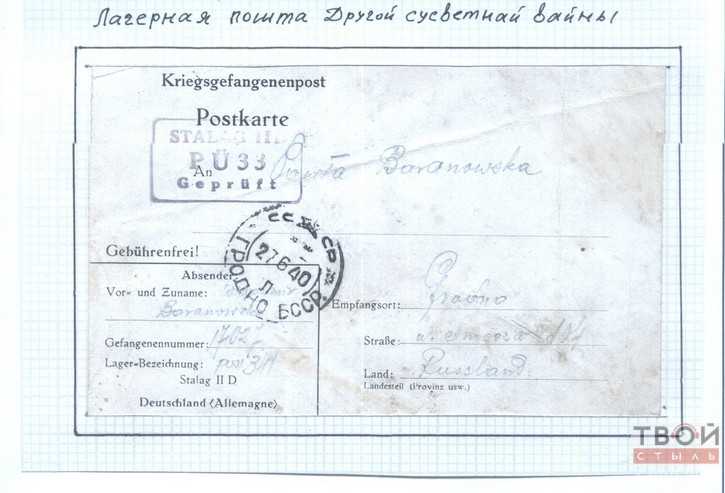 Лагерная пошта Другой сусветнай вайны
Kriegsgefangenenpost
Postkarte
STALAG II
PÜ 33
Geprüft
An
Baranowska
СССР
27 6 40
Л
ГРОДНО БССР.
Gebührenfrei!
Absender:
Vor- und Zuname:
Baranowski
Empfangsort: Grodno
Gefangenennummer:
Straße:
Lager-Bezeichnung:
Land: Russland
Stalag II D
Landesteil (Provinz usw.)
Deutschland (Allemagne)
ТВОЙ
СТИЛЬ